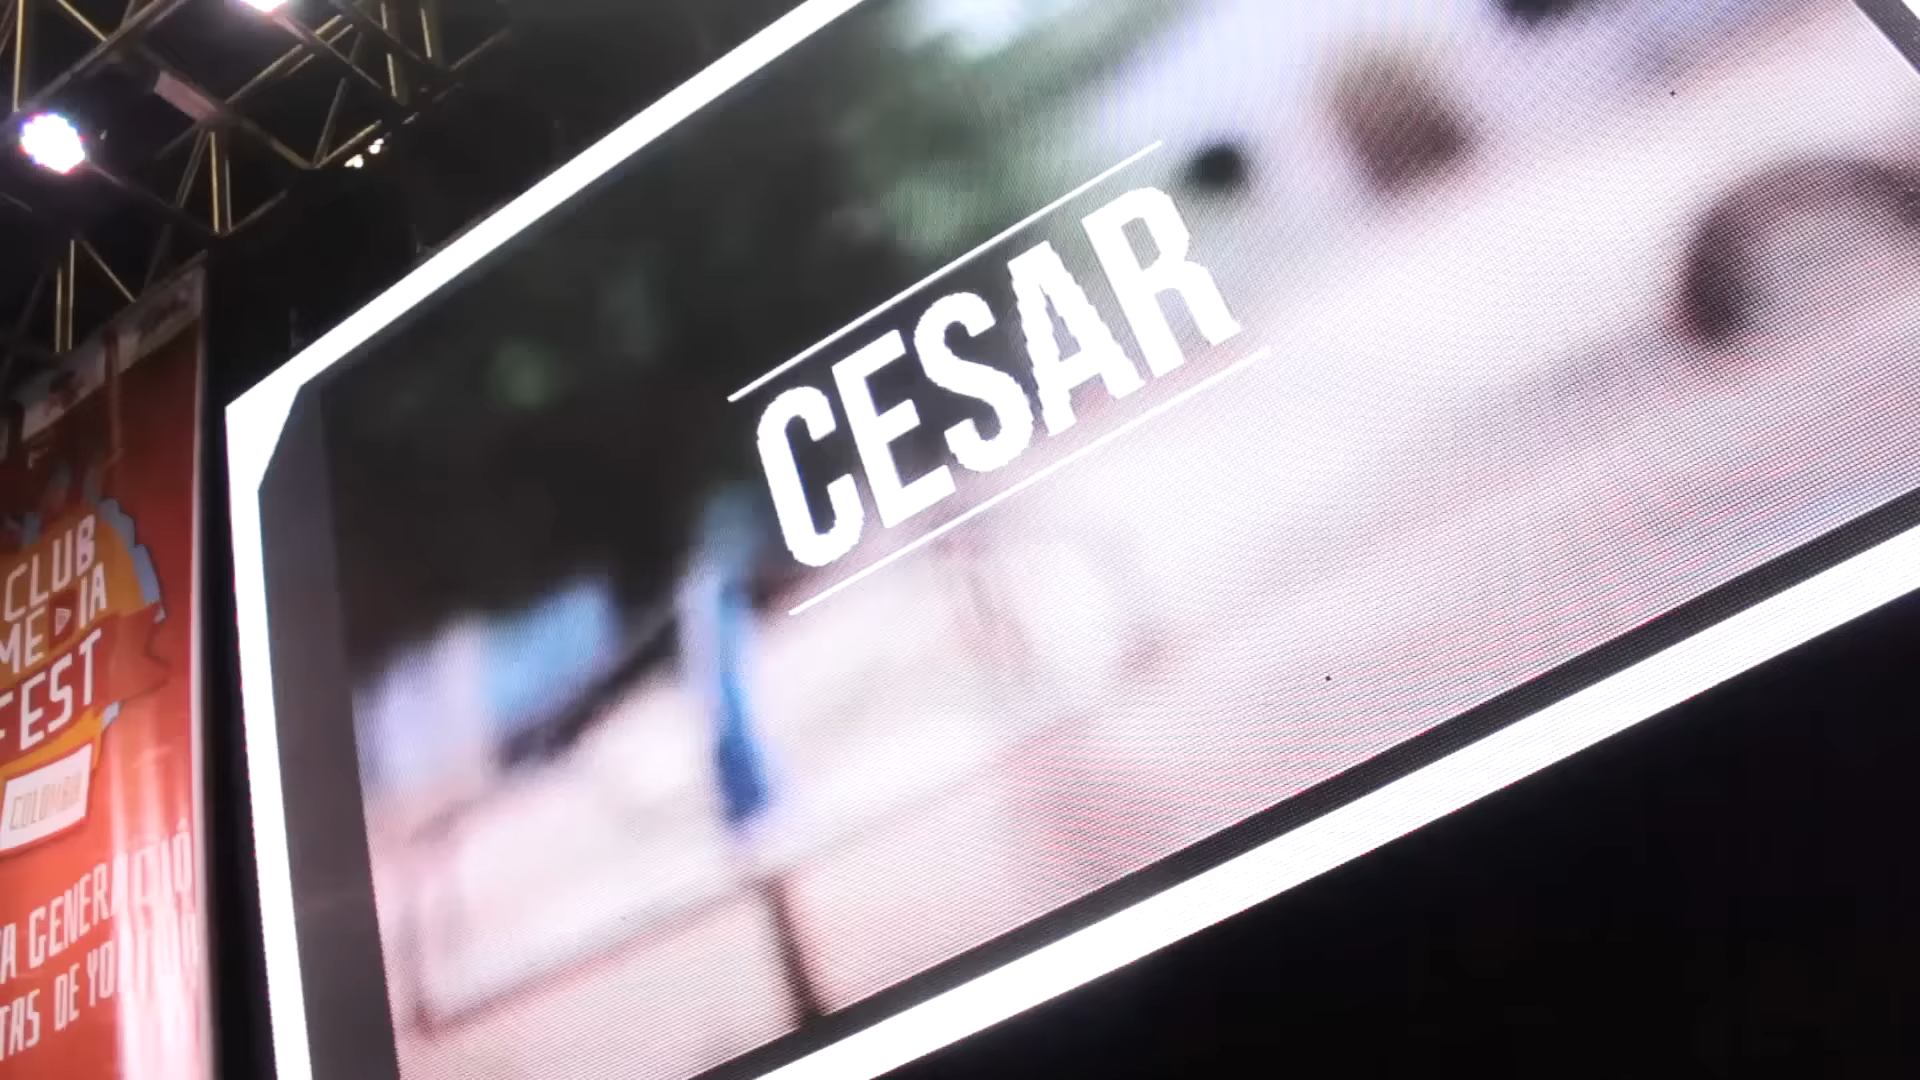 CESAR
CLUB
MEDIA
FEST
COLOMBIA
A GENERACIÓ
TAS DE YOUTUB